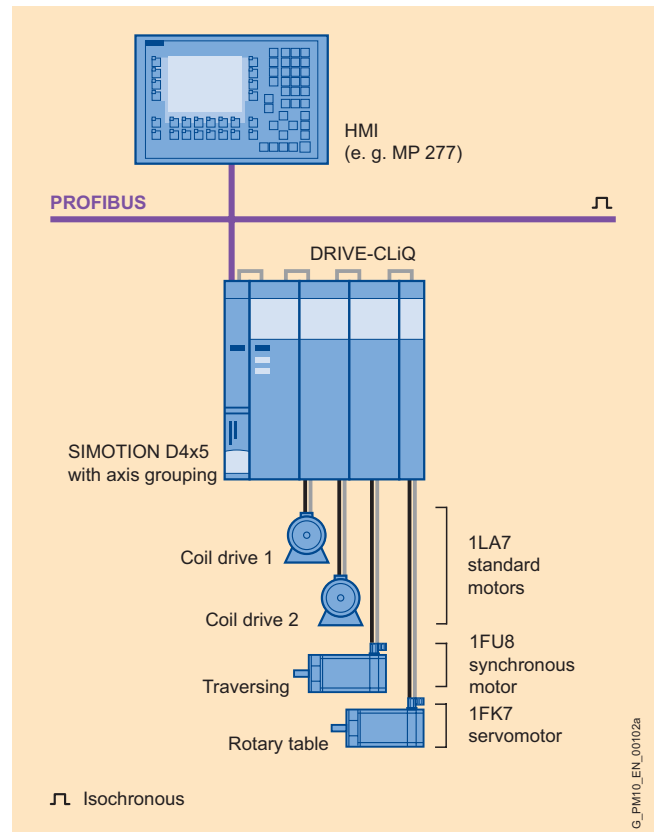 HMI
(e. g. MP 277)
PROFIBUS
DRIVE-CLiQ
SIMOTION D4x5
with axis grouping
Coil drive 1
Coil drive 2
1LA7
standard
motors
Traversing
1FU8
synchronous
motor
Rotary table
1FK7
servomotor
Isochronous
G_PM10_EN_00102a